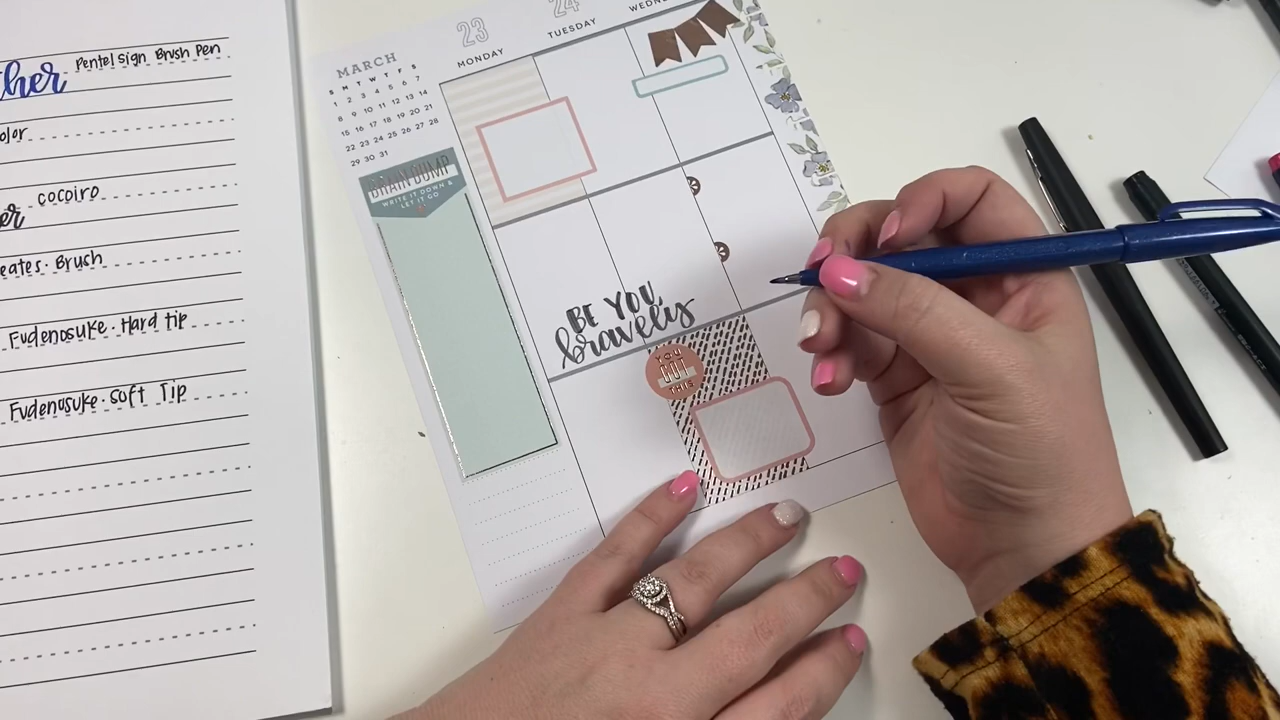 her Pentel Sign Brush Pen
olor
er cocoiro
eates. Brush
Fudenosuke. Hard tip
Fudenosuke. Soft Tip
MARCH
S M T W T F S
1 2 3 4 5 6 7
8 9 10 11 12 13 14
15 16 17 18 19 20 21
22 23 24 25 26 27 28
29 30 31
23
MONDAY
24
TUESDAY
WEDN
BRAIN DUMP
WRITE IT DOWN &
LET IT GO
BE YOU
bravely
YOU
GOT
THIS